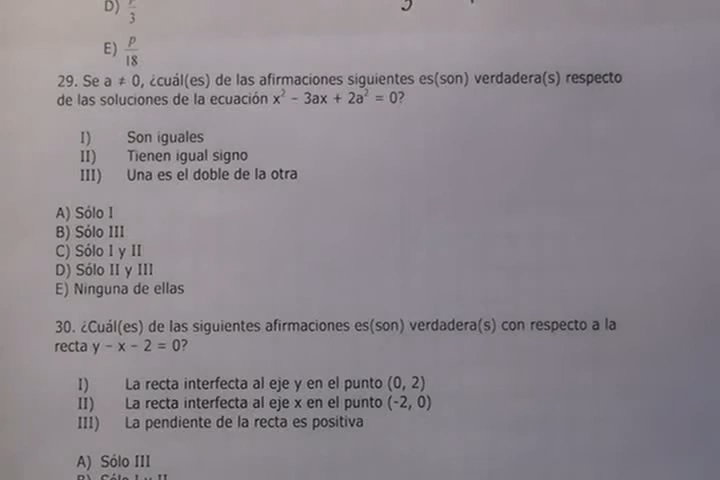 D)
3
E) p
18
29. Se a ≠ 0, ¿cuál(es) de las afirmaciones siguientes es(son) verdadera(s) respecto
de las soluciones de la ecuación x² - 3ax + 2a² = 0?
I) Son iguales
II) Tienen igual signo
III) Una es el doble de la otra
A) Sólo I
B) Sólo III
C) Sólo I y II
D) Sólo II y III
E) Ninguna de ellas
30. ¿Cuál(es) de las siguientes afirmaciones es(son) verdadera(s) con respecto a la
recta y - x - 2 = 0?
I) La recta interfecta al eje y en el punto (0, 2)
II) La recta interfecta al eje x en el punto (-2, 0)
III) La pendiente de la recta es positiva
A) Sólo III